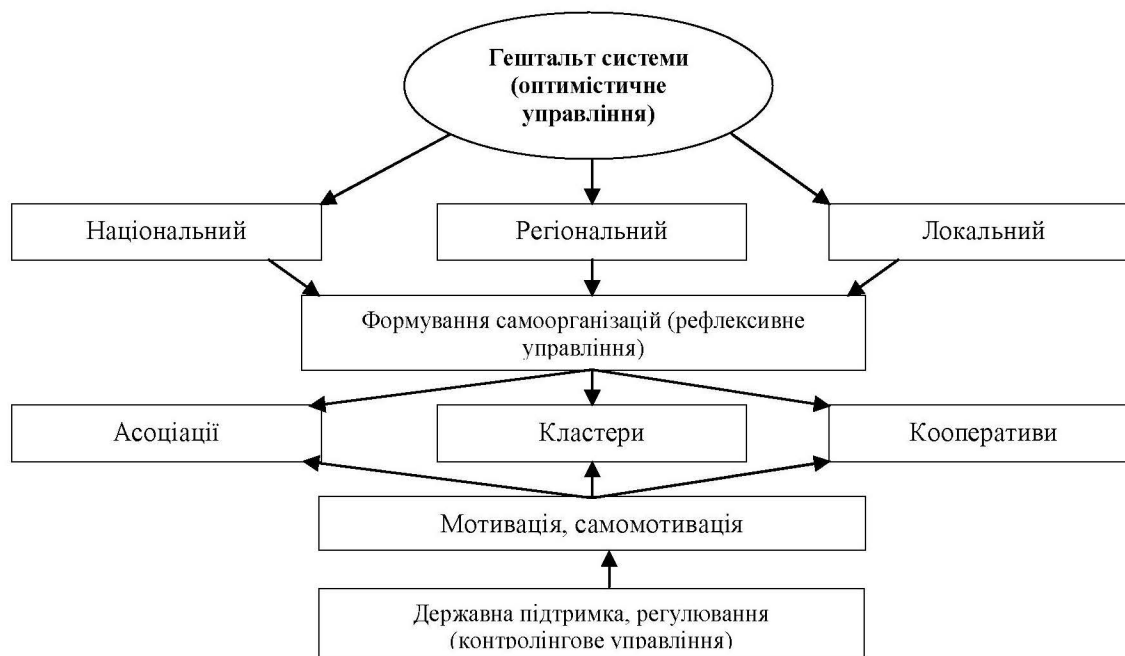 Гештальт системи
(оптимістичне
управління)
Національний
Регіональний
Локальний
Формування самоорганізацій (рефлексивне
управління)
Асоціації
Кластери
Кооперативи
Мотивація, самомотивація
Державна підтримка, регулювання
(контролінгове управління)